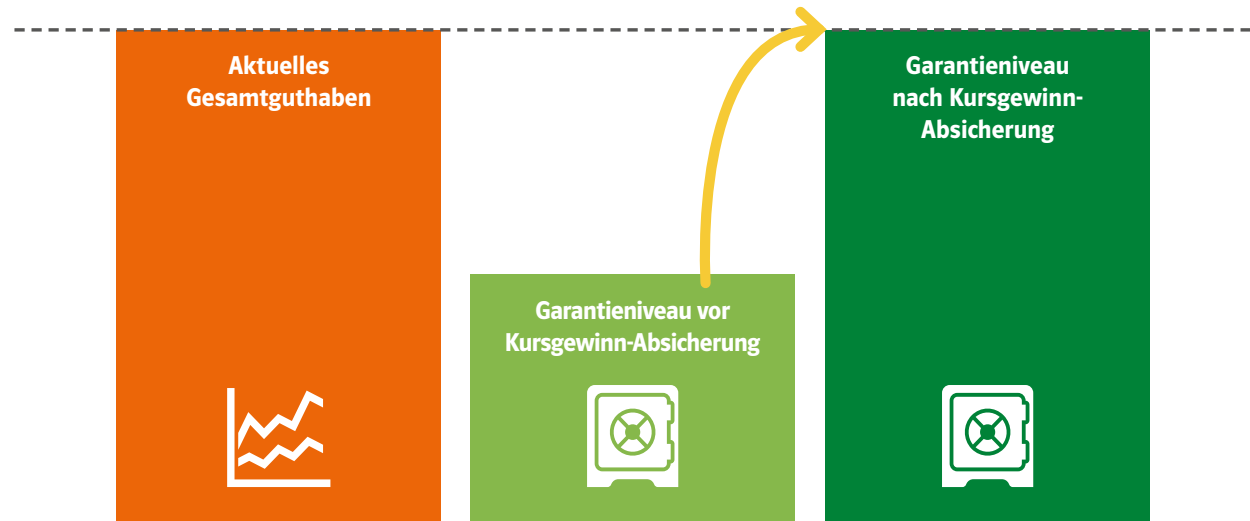 Aktuelles
Gesamtguthaben
Garantieniveau vor
Kursgewinn-Absicherung
Garantieniveau
nach Kursgewinn-
Absicherung